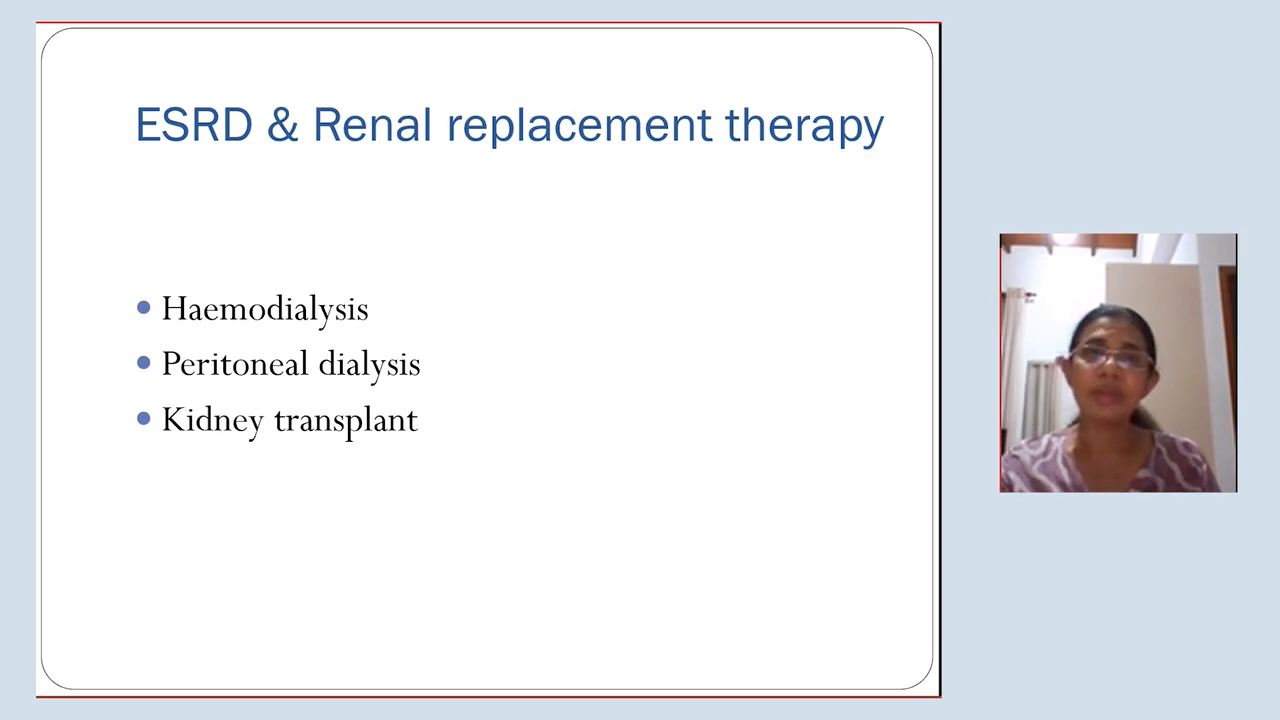 ESRD & Renal replacement therapy
Haemodialysis
Peritoneal dialysis
Kidney transplant